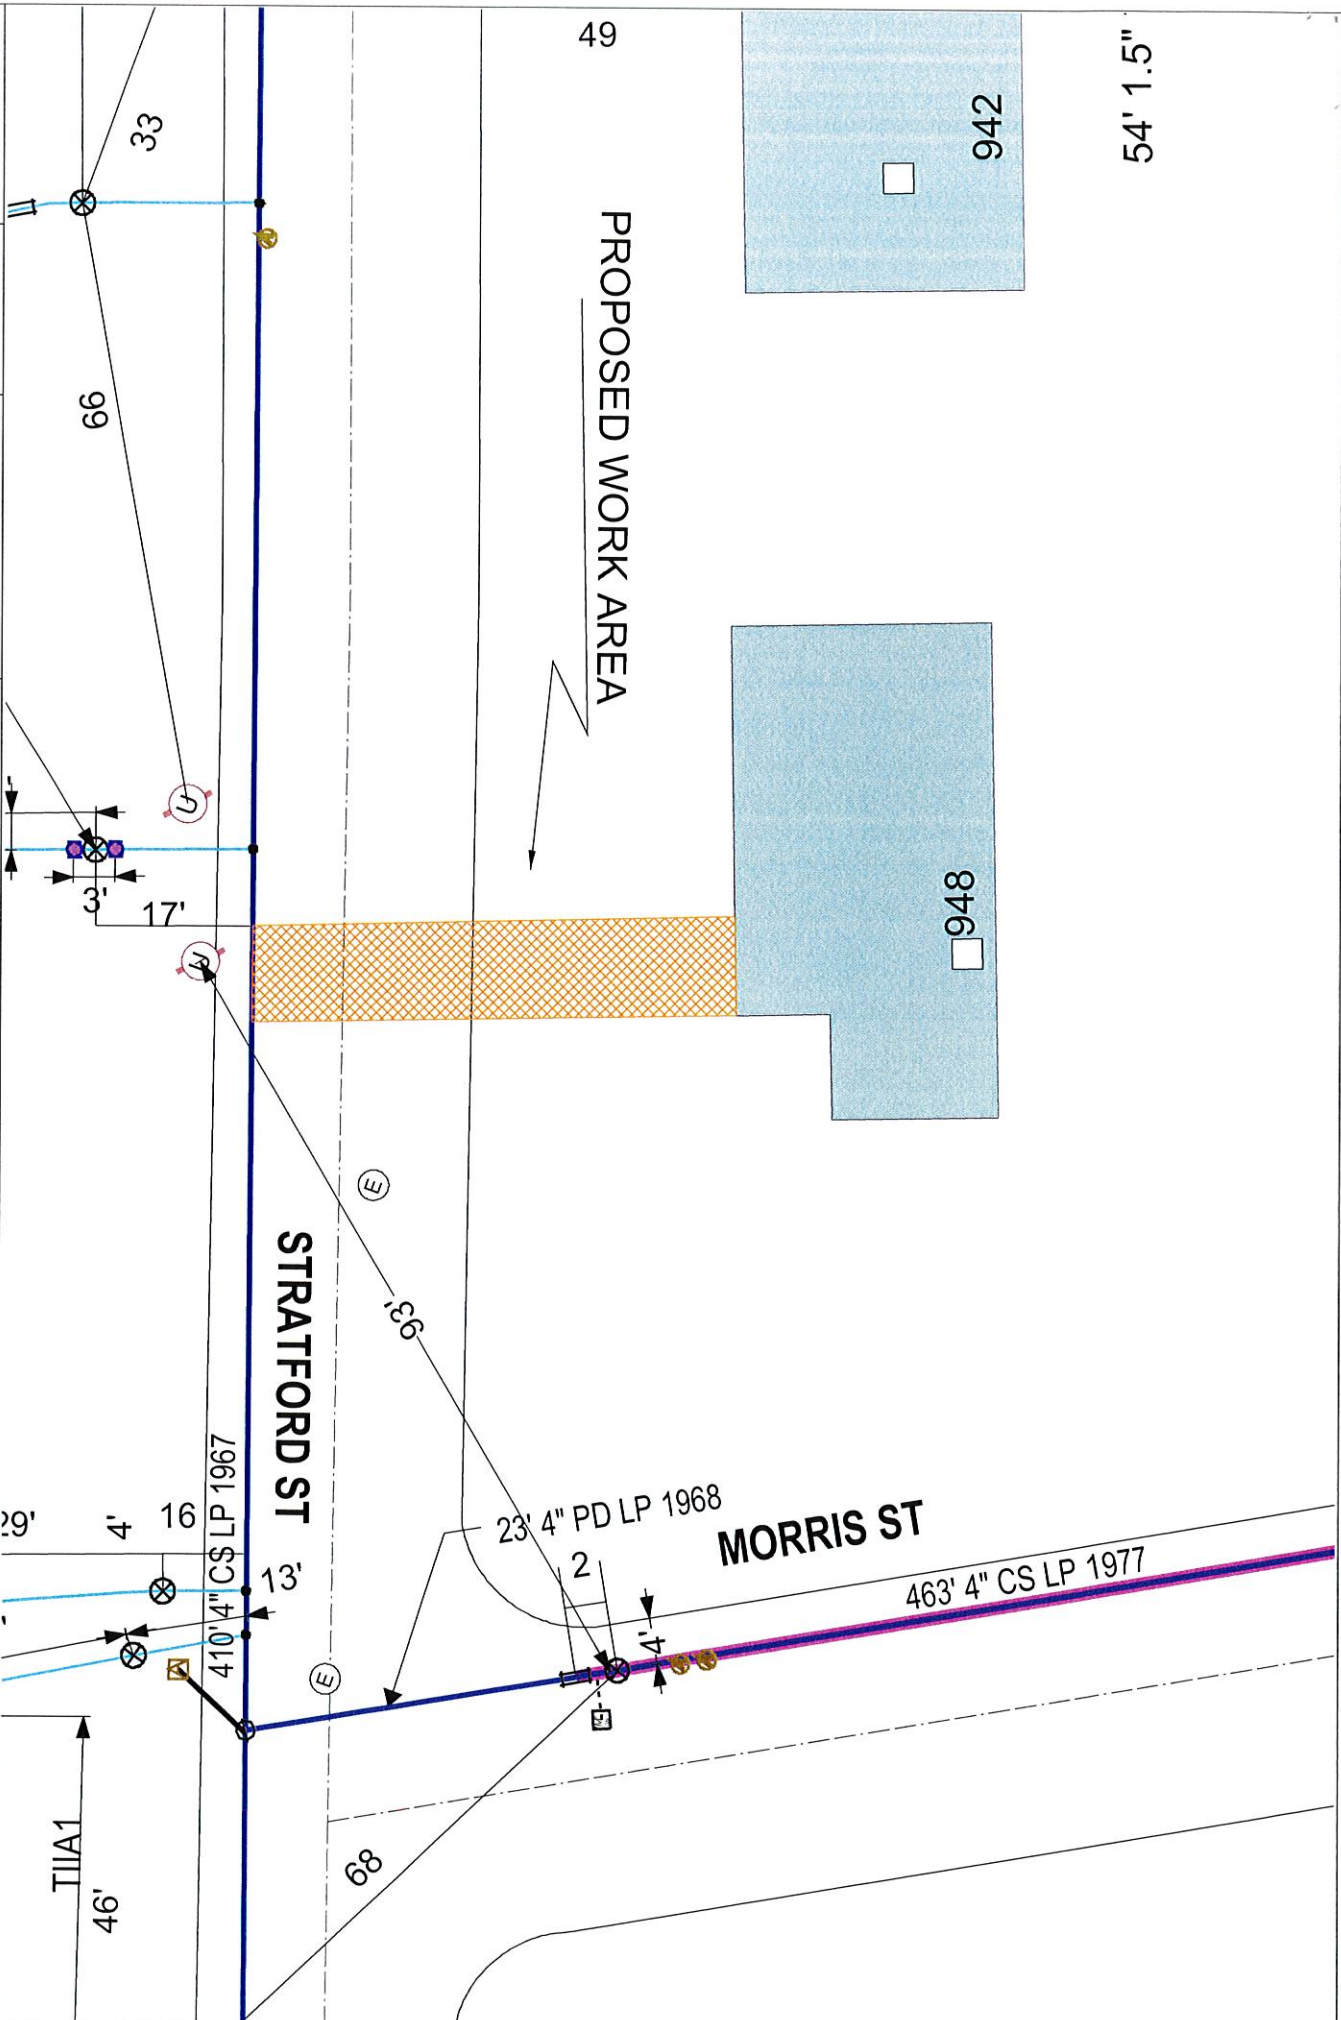 49
942
54' 1.5"
33
66
PROPOSED WORK AREA
948
3'
17'
E
93'
STRATFORD ST
23' 4" PD LP 1968
MORRIS ST
463' 4" CS LP 1977
2
4'
29'
4'
16
410' 4" CS LP 1967
13'
E
68
TIIA1
46'